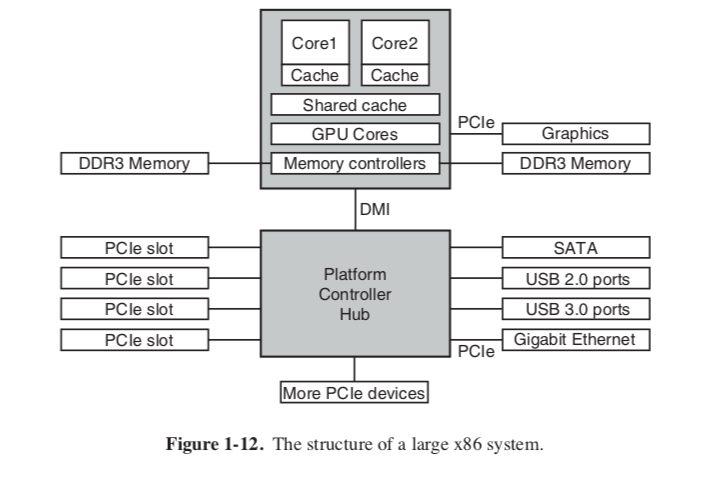 Core1
Core2
Cache
Cache
Shared cache
GPU Cores
PCIe
Graphics
DDR3 Memory
Memory controllers
DDR3 Memory
DMI
PCIe slot
SATA
PCIe slot
Platform
Controller
Hub
USB 2.0 ports
PCIe slot
USB 3.0 ports
PCIe slot
PCIe
Gigabit Ethernet
More PCIe devices
Figure 1-12. The structure of a large x86 system.